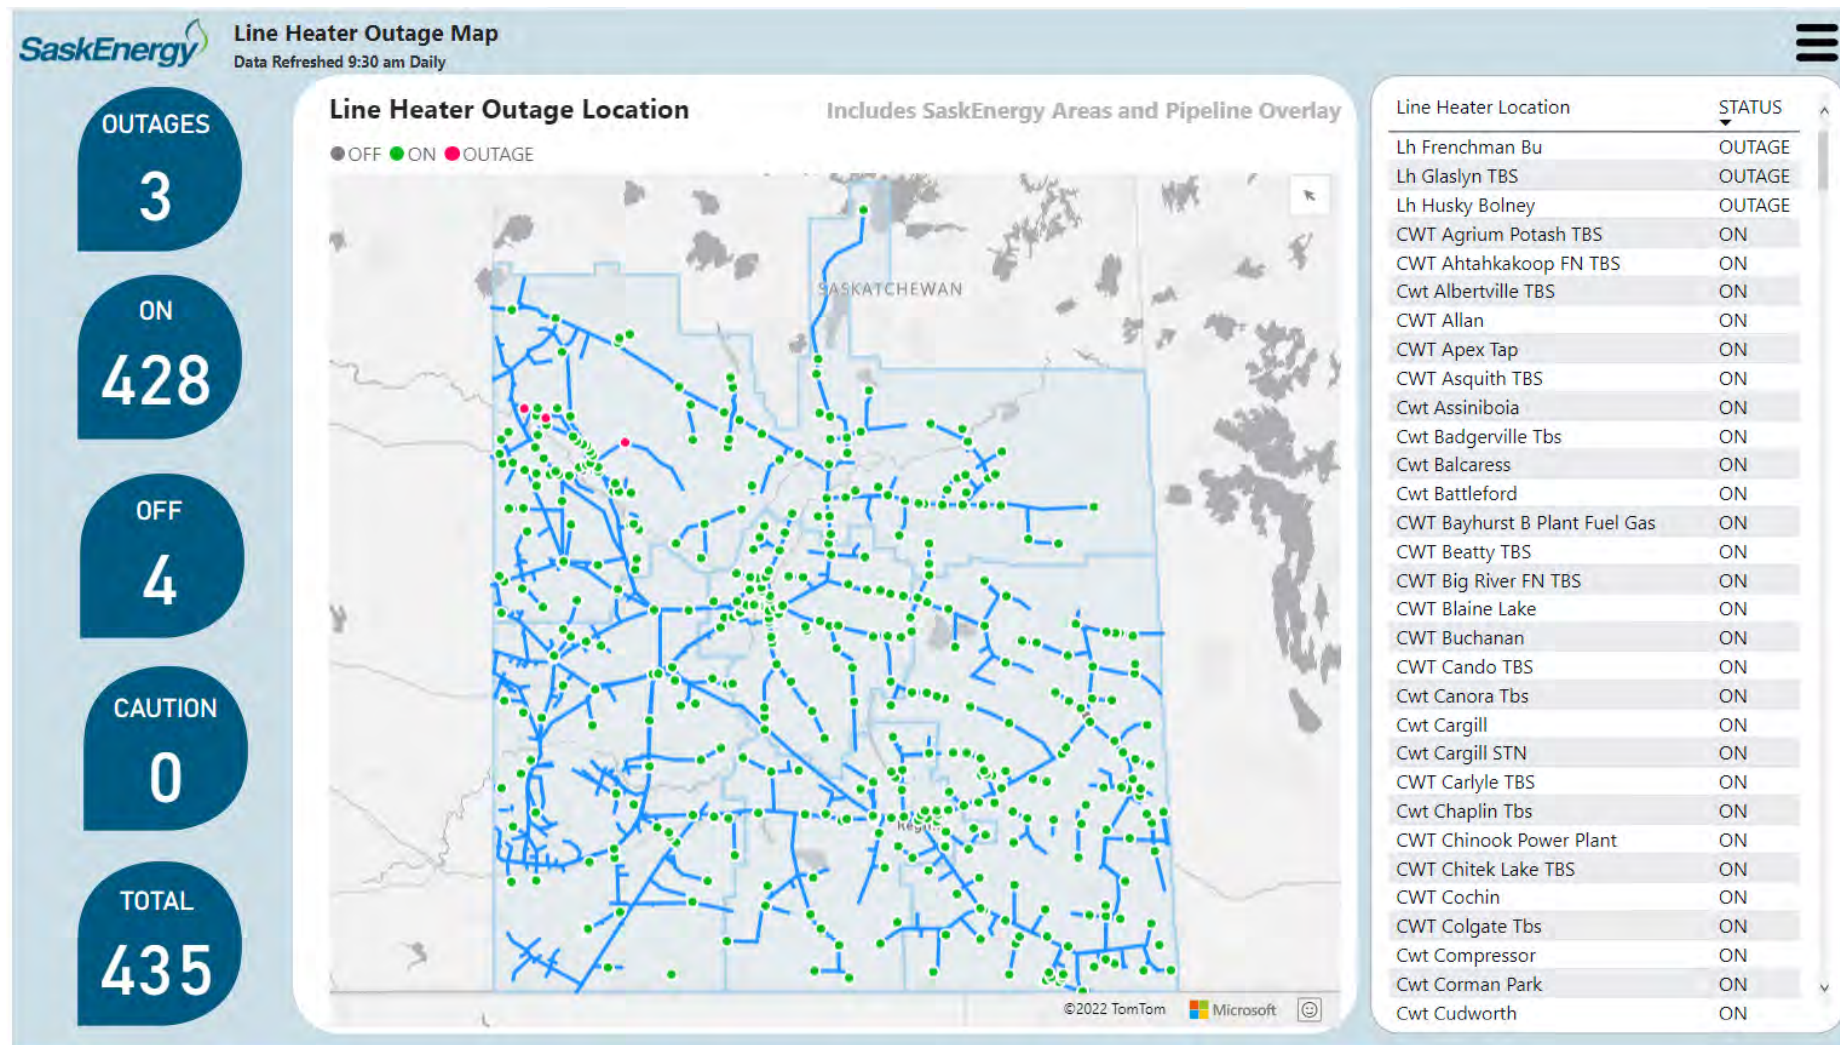 SaskEnergy
Line Heater Outage Map
Data Refreshed 9:30 am Daily
OUTAGES
3
ON
428
OFF
4
CAUTION
0
TOTAL
435
Line Heater Outage Location
Includes SaskEnergy Areas and Pipeline Overlay
OFF ON OUTAGE
SASKATCHEWAN
©2022 TomTom Microsoft
Line Heater Location STATUS
Lh Frenchman Bu OUTAGE
Lh Glaslyn TBS OUTAGE
Lh Husky Bolney OUTAGE
CWT Agrium Potash TBS ON
CWT Ahtahkakoop FN TBS ON
Cwt Albertville TBS ON
CWT Allan ON
CWT Apex Tap ON
CWT Asquith TBS ON
Cwt Assiniboia ON
Cwt Badgerville Tbs ON
Cwt Balcaress ON
Cwt Battleford ON
CWT Bayhurst B Plant Fuel Gas ON
CWT Beatty TBS ON
CWT Big River FN TBS ON
CWT Blaine Lake ON
CWT Buchanan ON
CWT Cando TBS ON
Cwt Canora Tbs ON
Cwt Cargill ON
Cwt Cargill STN ON
CWT Carlyle TBS ON
Cwt Chaplin Tbs ON
CWT Chinook Power Plant ON
CWT Chitek Lake TBS ON
CWT Cochin ON
CWT Colgate Tbs ON
Cwt Compressor ON
Cwt Corman Park ON
Cwt Cudworth ON